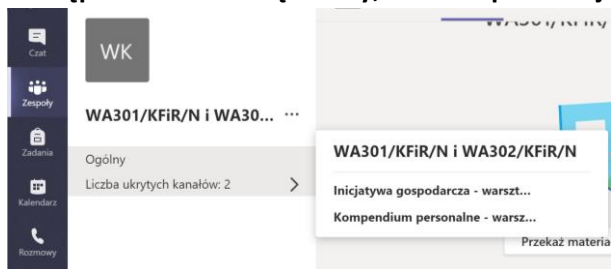 Czat
Zespoły
Zadania
Kalendarz
Rozmowy
WK
WA301/KFiR/N i WA30... ...
Ogólny
Liczba ukrytych kanałów: 2
WA301/KFiR/N i WA302/KFiR/N
Inicjatywa gospodarcza - warszt...
Kompendium personalne - warsz...
Przekaż materia